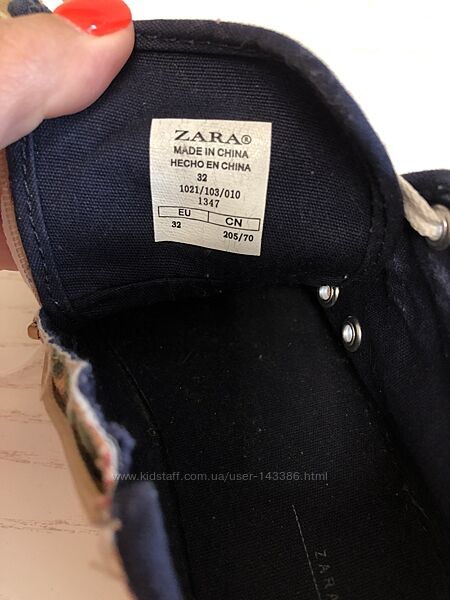 ZARA®
MADE IN CHINA
HECHO EN CHINA
32
1021/103/010
1347
EU CN
32 205/70
www.kidstaff.com.ua/user-143386.html
ZARA